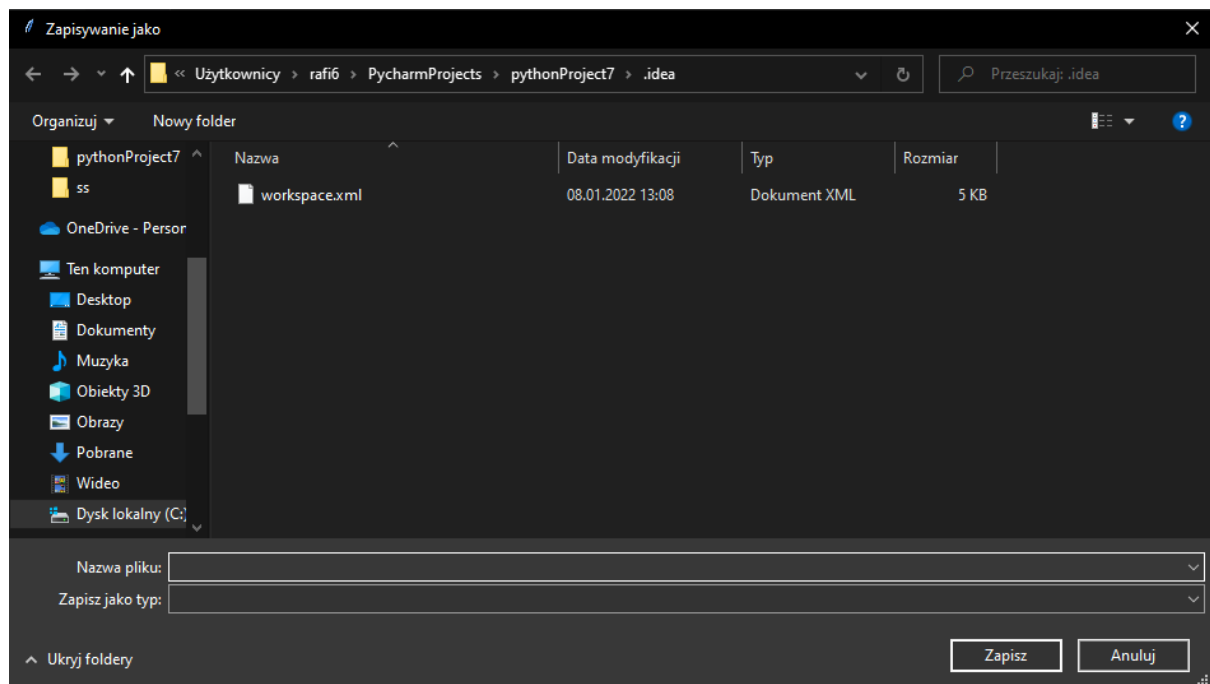 Zapisywanie jako
« Użytkownicy › rafi6 › PycharmProjects › pythonProject7 › .idea
Przeszukaj: .idea
Organizuj Nowy folder
?
pythonProject7
ss
OneDrive - Person
Ten komputer
Desktop
Dokumenty
Muzyka
Obiekty 3D
Obrazy
Pobrane
Wideo
Dysk lokalny (C:)
Nazwa Data modyfikacji Typ Rozmiar
workspace.xml 08.01.2022 13:08 Dokument XML 5 KB
Nazwa pliku:
Zapisz jako typ:
Ukryj foldery
Zapisz Anuluj